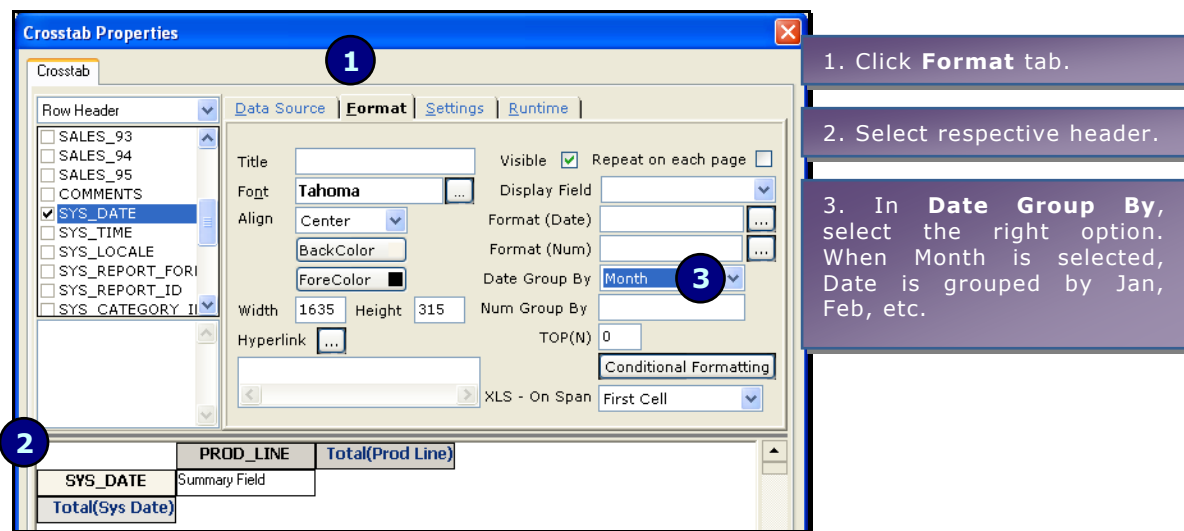 Crosstab Properties
1
Crosstab
Row Header
Data Source
Format
Settings
Runtime
SALES_93
SALES_94
SALES_95
COMMENTS
SYS_DATE
SYS_TIME
SYS_LOCALE
SYS_REPORT_FORI
SYS_REPORT_ID
SYS_CATEGORY_I
Title
Visible
Repeat on each page
Font
Tahoma
...
Display Field
Align
Center
Format (Date)
...
BackColor
Format (Num)
...
ForeColor
Date Group By
Month
3
Width
1635
Height
315
Num Group By
Hyperlink
...
TOP(N)
0
Conditional Formatting
XLS - On Span
First Cell
2
PROD_LINE
Total(Prod Line)
SYS_DATE
Summary Field
Total(Sys Date)
1. Click Format tab.
2. Select respective header.
3. In Date Group By,
select the right option.
When Month is selected,
Date is grouped by Jan,
Feb, etc.